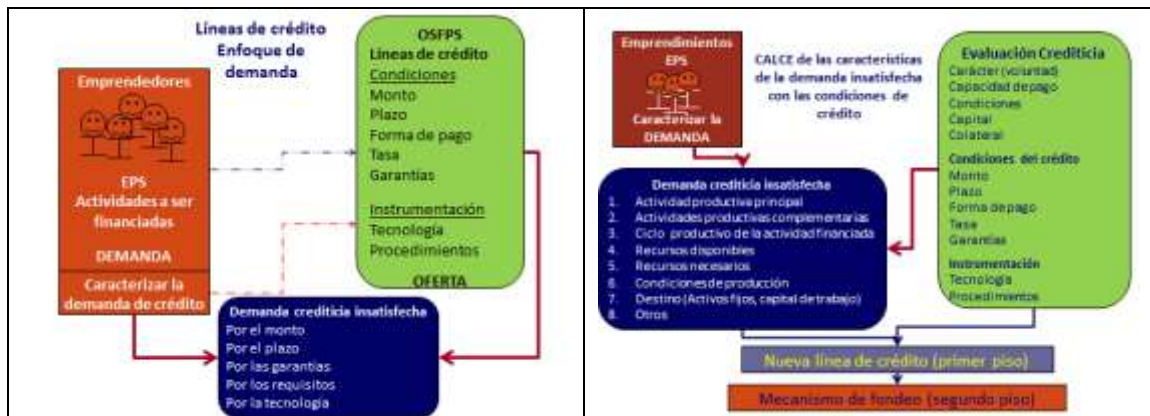 Líneas de crédito
Enfoque de
demanda
Emprendedores
EPS
Actividades a ser
financiadas
DEMANDA
Caracterizar la
demanda de crédito
OSFPS
Líneas de crédito
Condiciones
Monto
Plazo
Forma de pago
Tasa
Garantías
Instrumentación
Tecnología
Procedimientos
OFERTA
Demanda crediticia insatisfecha
Por el monto
Por el plazo
Por las garantías
Por los requisitos
Por la tecnología
Emprendimientos
EPS
Caracterizar la
DEMANDA
CALCE de las características
de la demanda insatisfecha
con las condiciones de
crédito
Evaluación Crediticia
Carácter (voluntad)
Capacidad de pago
Condiciones
Capital
Colateral
Condiciones del crédito
Monto
Plazo
Forma de pago
Tasa
Garantías
Instrumentación
Tecnología
Procedimientos
Demanda crediticia insatisfecha
1. Actividad productiva principal
2. Actividades productivas complementarias
3. Ciclo productivo de la actividad financiada
4. Recursos disponibles
5. Recursos necesarios
6. Condiciones de producción
7. Destino (Activos fijos, capital de trabajo)
8. Otros
Nueva línea de crédito (primer piso)
Mecanismo de fondeo (segundo piso)